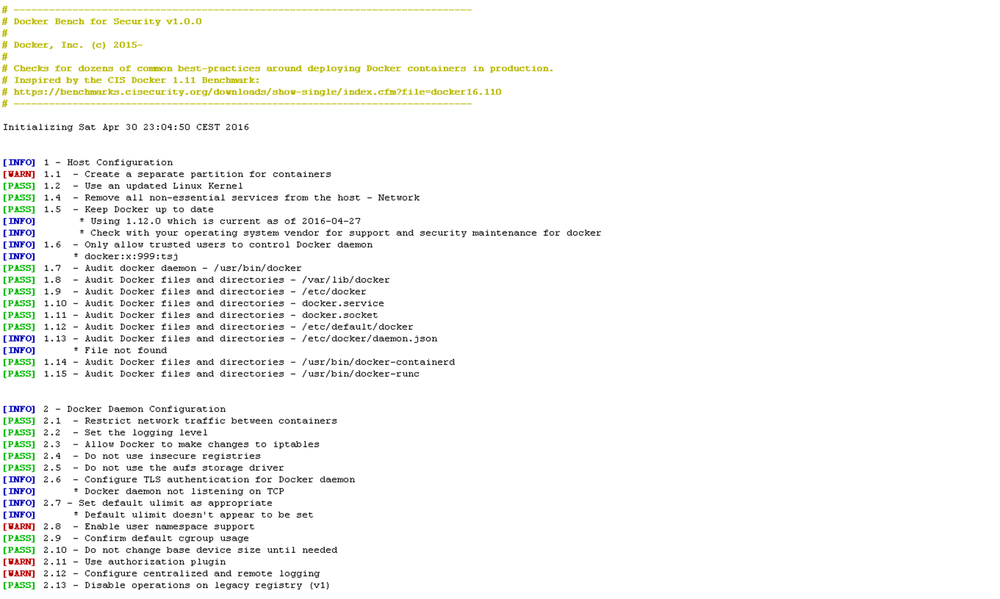 # ------------------------------------------------------------------------------
# Docker Bench for Security v1.0.0
#
# Docker, Inc. (c) 2015-
#
# Checks for dozens of common best-practices around deploying Docker containers in production.
# Inspired by the CIS Docker 1.11 Benchmark:
# https://benchmarks.cisecurity.org/downloads/show-single/index.cfm?file=docker16.110
# ------------------------------------------------------------------------------
Initializing Sat Apr 30 23:04:50 CEST 2016
[INFO] 1 - Host Configuration
[WARN] 1.1  - Create a separate partition for containers
[PASS] 1.2  - Use an updated Linux Kernel
[PASS] 1.4  - Remove all non-essential services from the host - Network
[PASS] 1.5  - Keep Docker up to date
[INFO]       * Using 1.12.0 which is current as of 2016-04-27
[INFO]       * Check with your operating system vendor for support and security maintenance for docker
[INFO] 1.6  - Only allow trusted users to control Docker daemon
[INFO]      * docker:x:999:tsj
[PASS] 1.7  - Audit docker daemon - /usr/bin/docker
[PASS] 1.8  - Audit Docker files and directories - /var/lib/docker
[PASS] 1.9  - Audit Docker files and directories - /etc/docker
[PASS] 1.10 - Audit Docker files and directories - docker.service
[PASS] 1.11 - Audit Docker files and directories - docker.socket
[PASS] 1.12 - Audit Docker files and directories - /etc/default/docker
[INFO] 1.13 - Audit Docker files and directories - /etc/docker/daemon.json
[INFO]      * File not found
[PASS] 1.14 - Audit Docker files and directories - /usr/bin/docker-containerd
[PASS] 1.15 - Audit Docker files and directories - /usr/bin/docker-runc
[INFO] 2 - Docker Daemon Configuration
[PASS] 2.1  - Restrict network traffic between containers
[PASS] 2.2  - Set the logging level
[PASS] 2.3  - Allow Docker to make changes to iptables
[PASS] 2.4  - Do not use insecure registries
[PASS] 2.5  - Do not use the aufs storage driver
[INFO] 2.6  - Configure TLS authentication for Docker daemon
[INFO]      * Docker daemon not listening on TCP
[INFO] 2.7 - Set default ulimit as appropriate
[INFO]      * Default ulimit doesn't appear to be set
[WARN] 2.8  - Enable user namespace support
[PASS] 2.9  - Confirm default cgroup usage
[PASS] 2.10 - Do not change base device size until needed
[WARN] 2.11 - Use authorization plugin
[WARN] 2.12 - Configure centralized and remote logging
[PASS] 2.13 - Disable operations on legacy registry (v1)